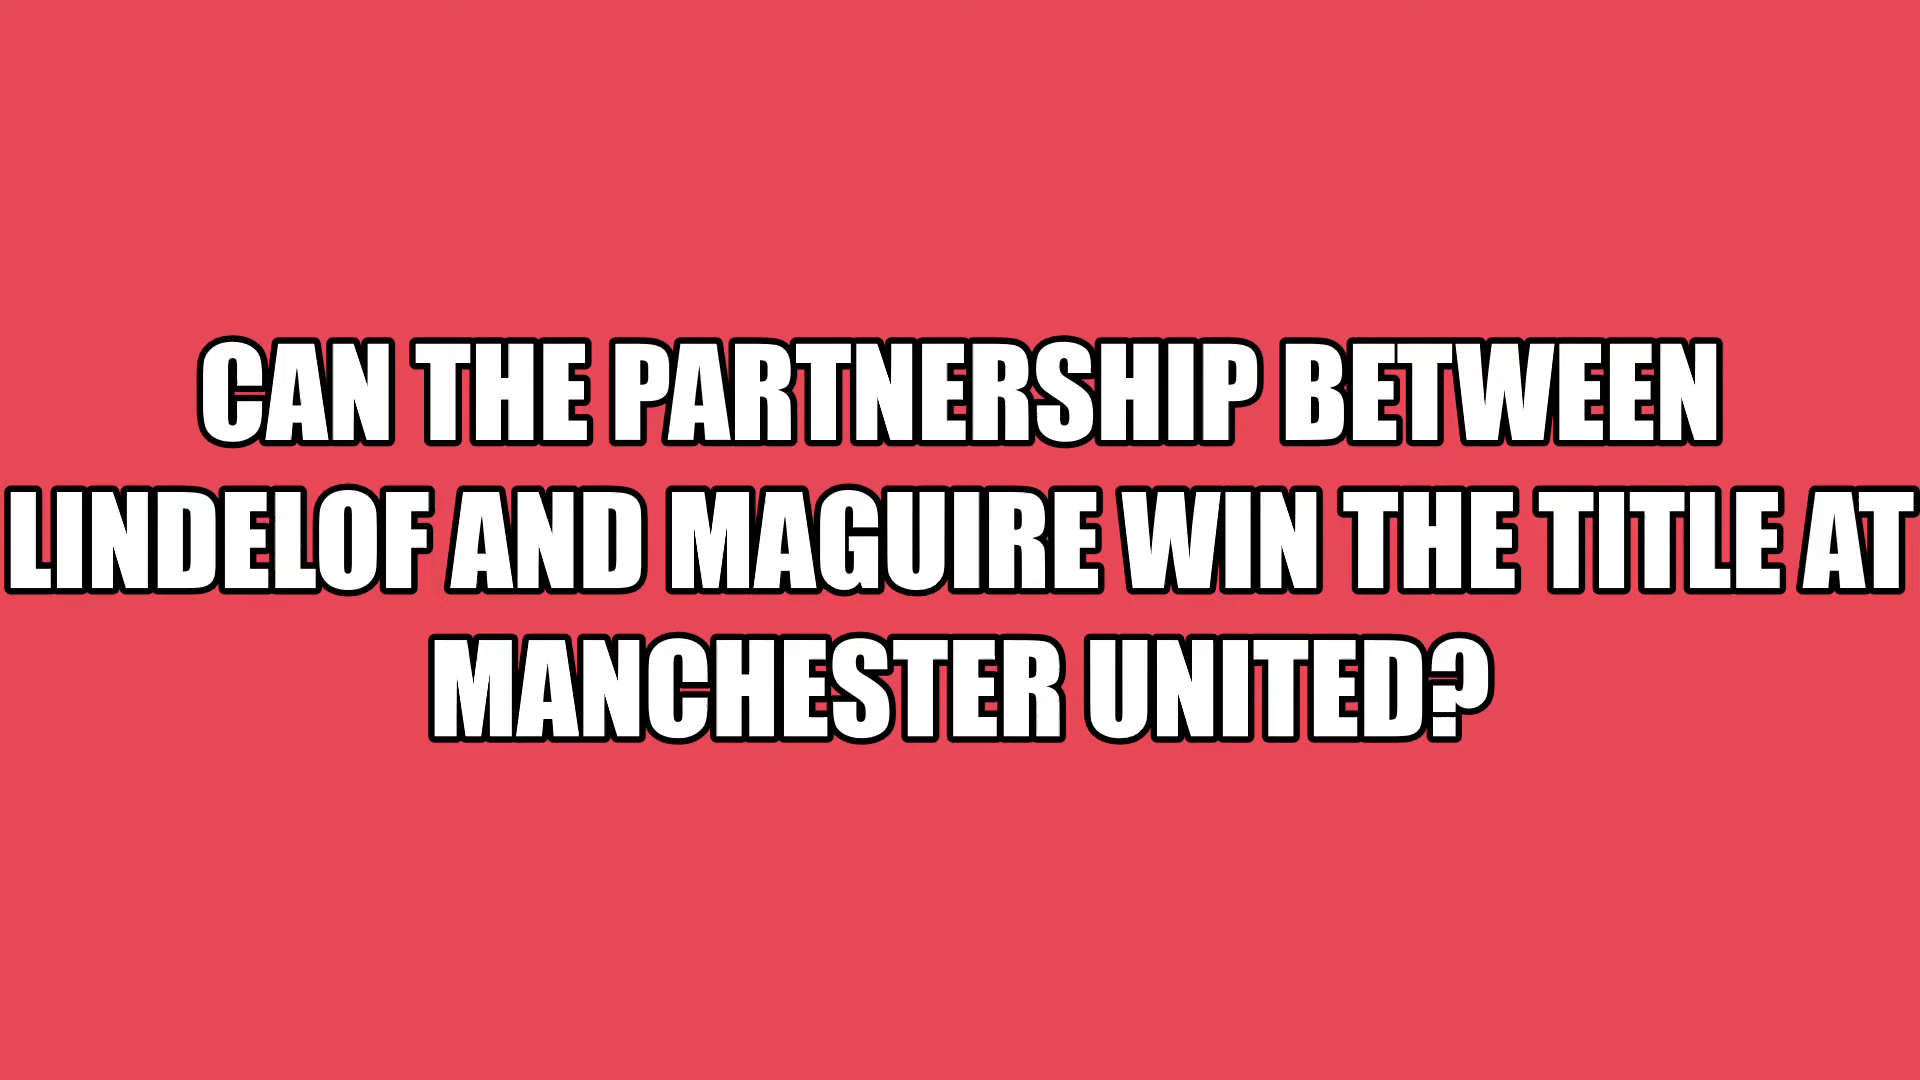 CAN THE PARTNERSHIP BETWEEN
LINDELOF AND MAGUIRE WIN THE TITLE AT
MANCHESTER UNITED?